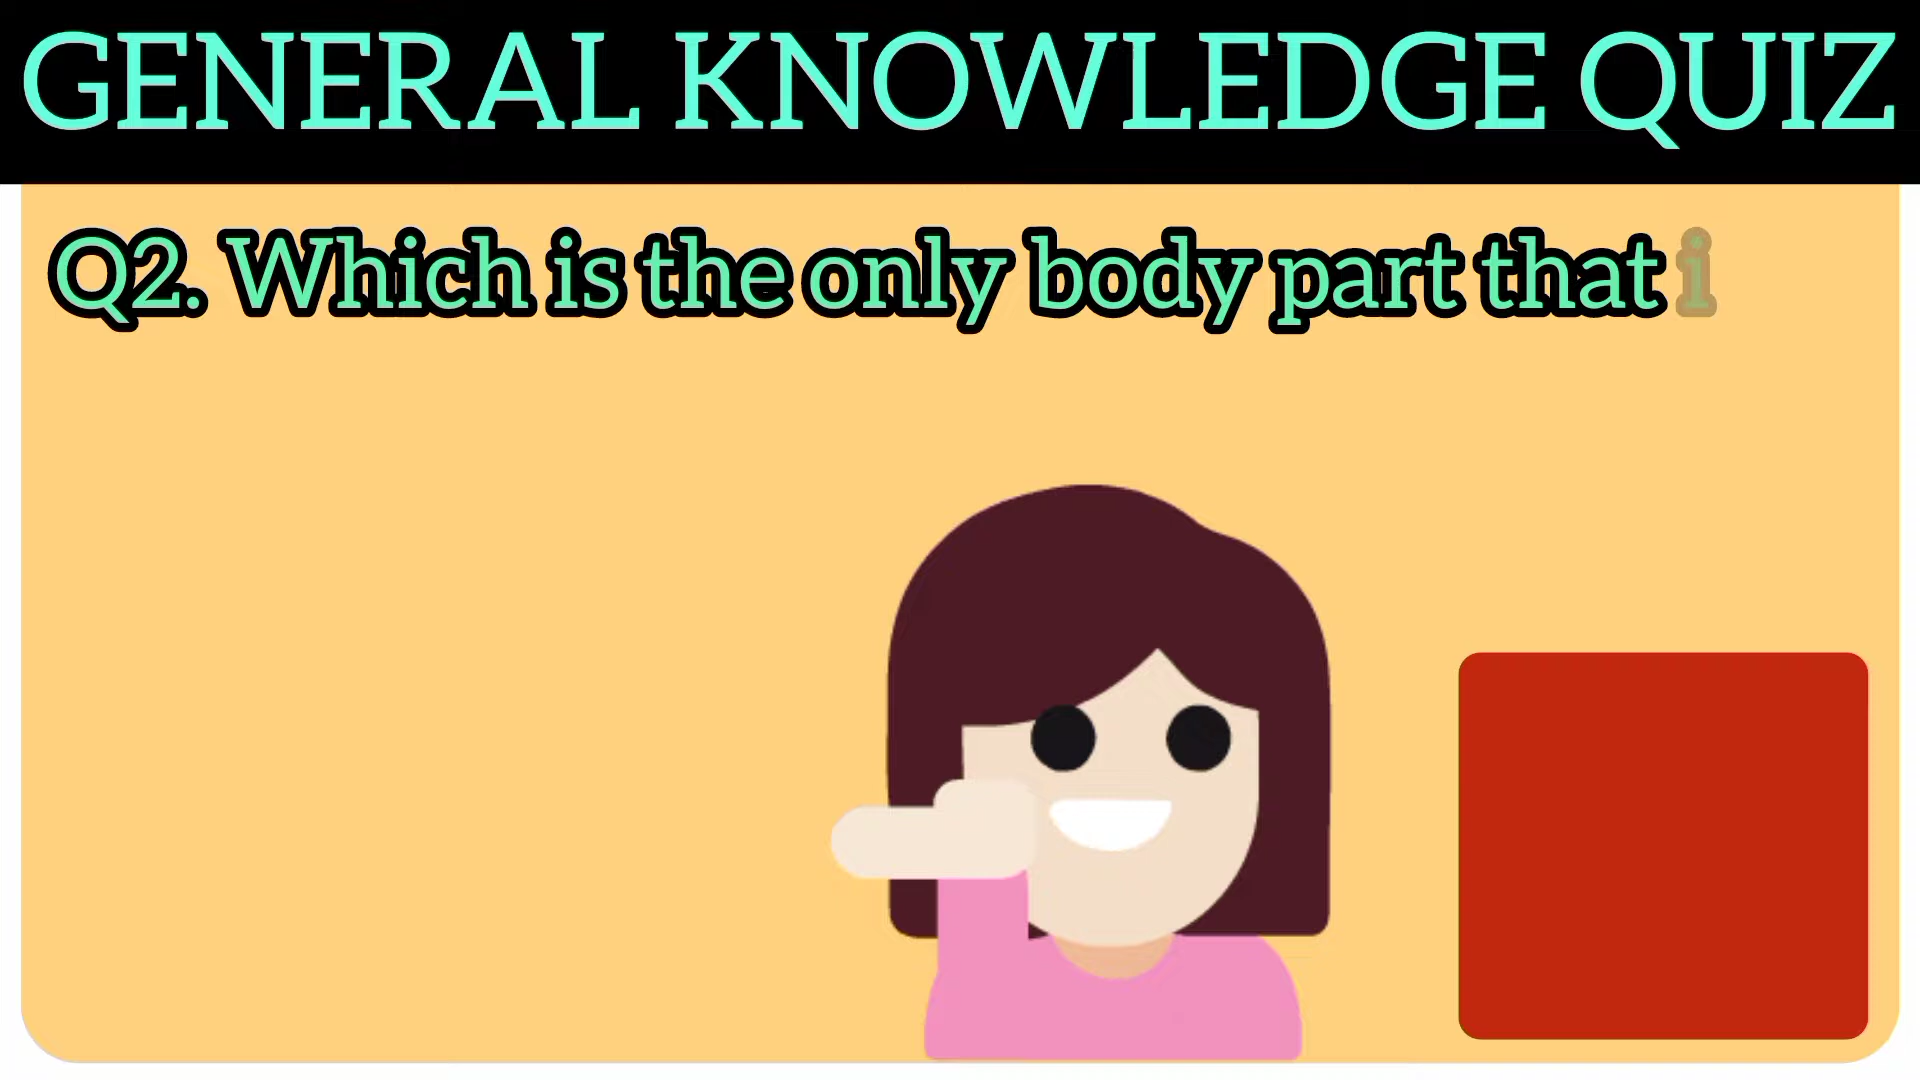 GENERAL KNOWLEDGE QUIZ
Q2. Which is the only body part that i